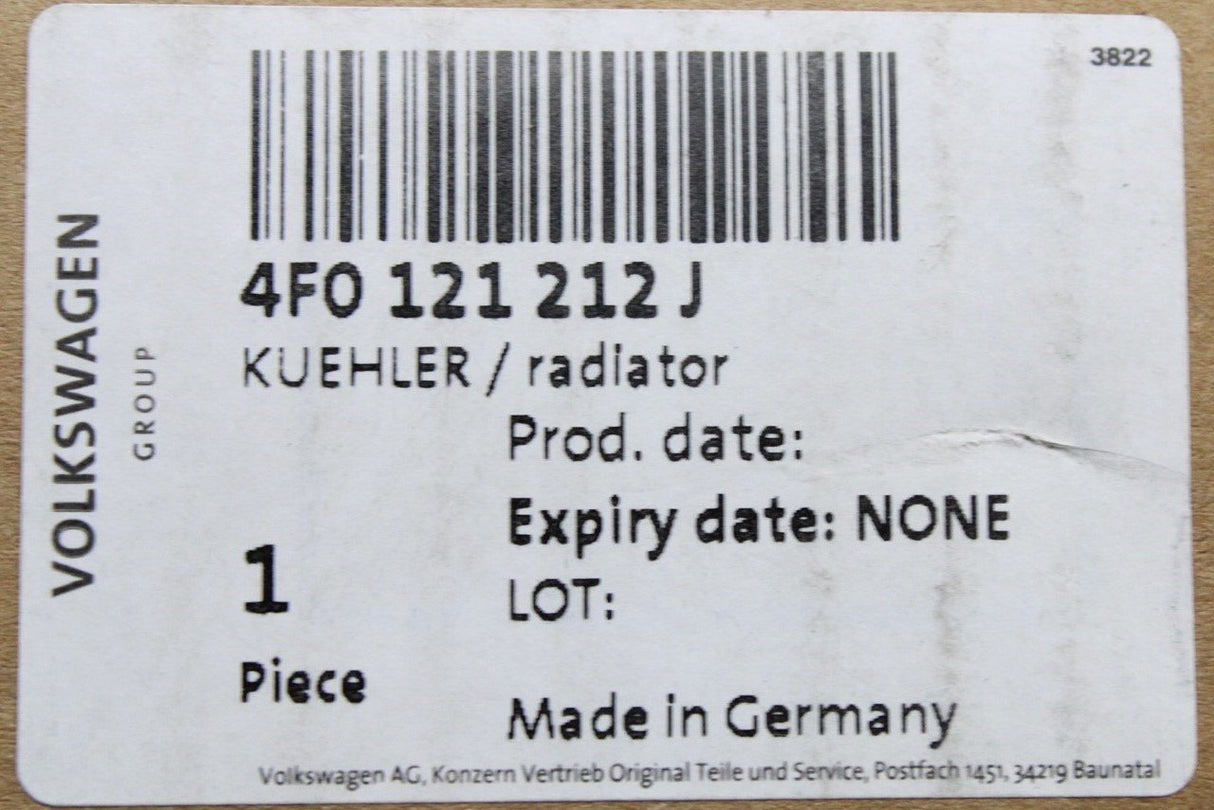 3822
4F0 121 212 J
KUEHLER / radiator
Prod. date:
Expiry date: NONE
1
LOT:
Piece
Made in Germany
Volkswagen AG, Konzern Vertrieb Original Teile und Service, Postfach 1451, 34219 Baunatal
VOLKSWAGEN
GROUP